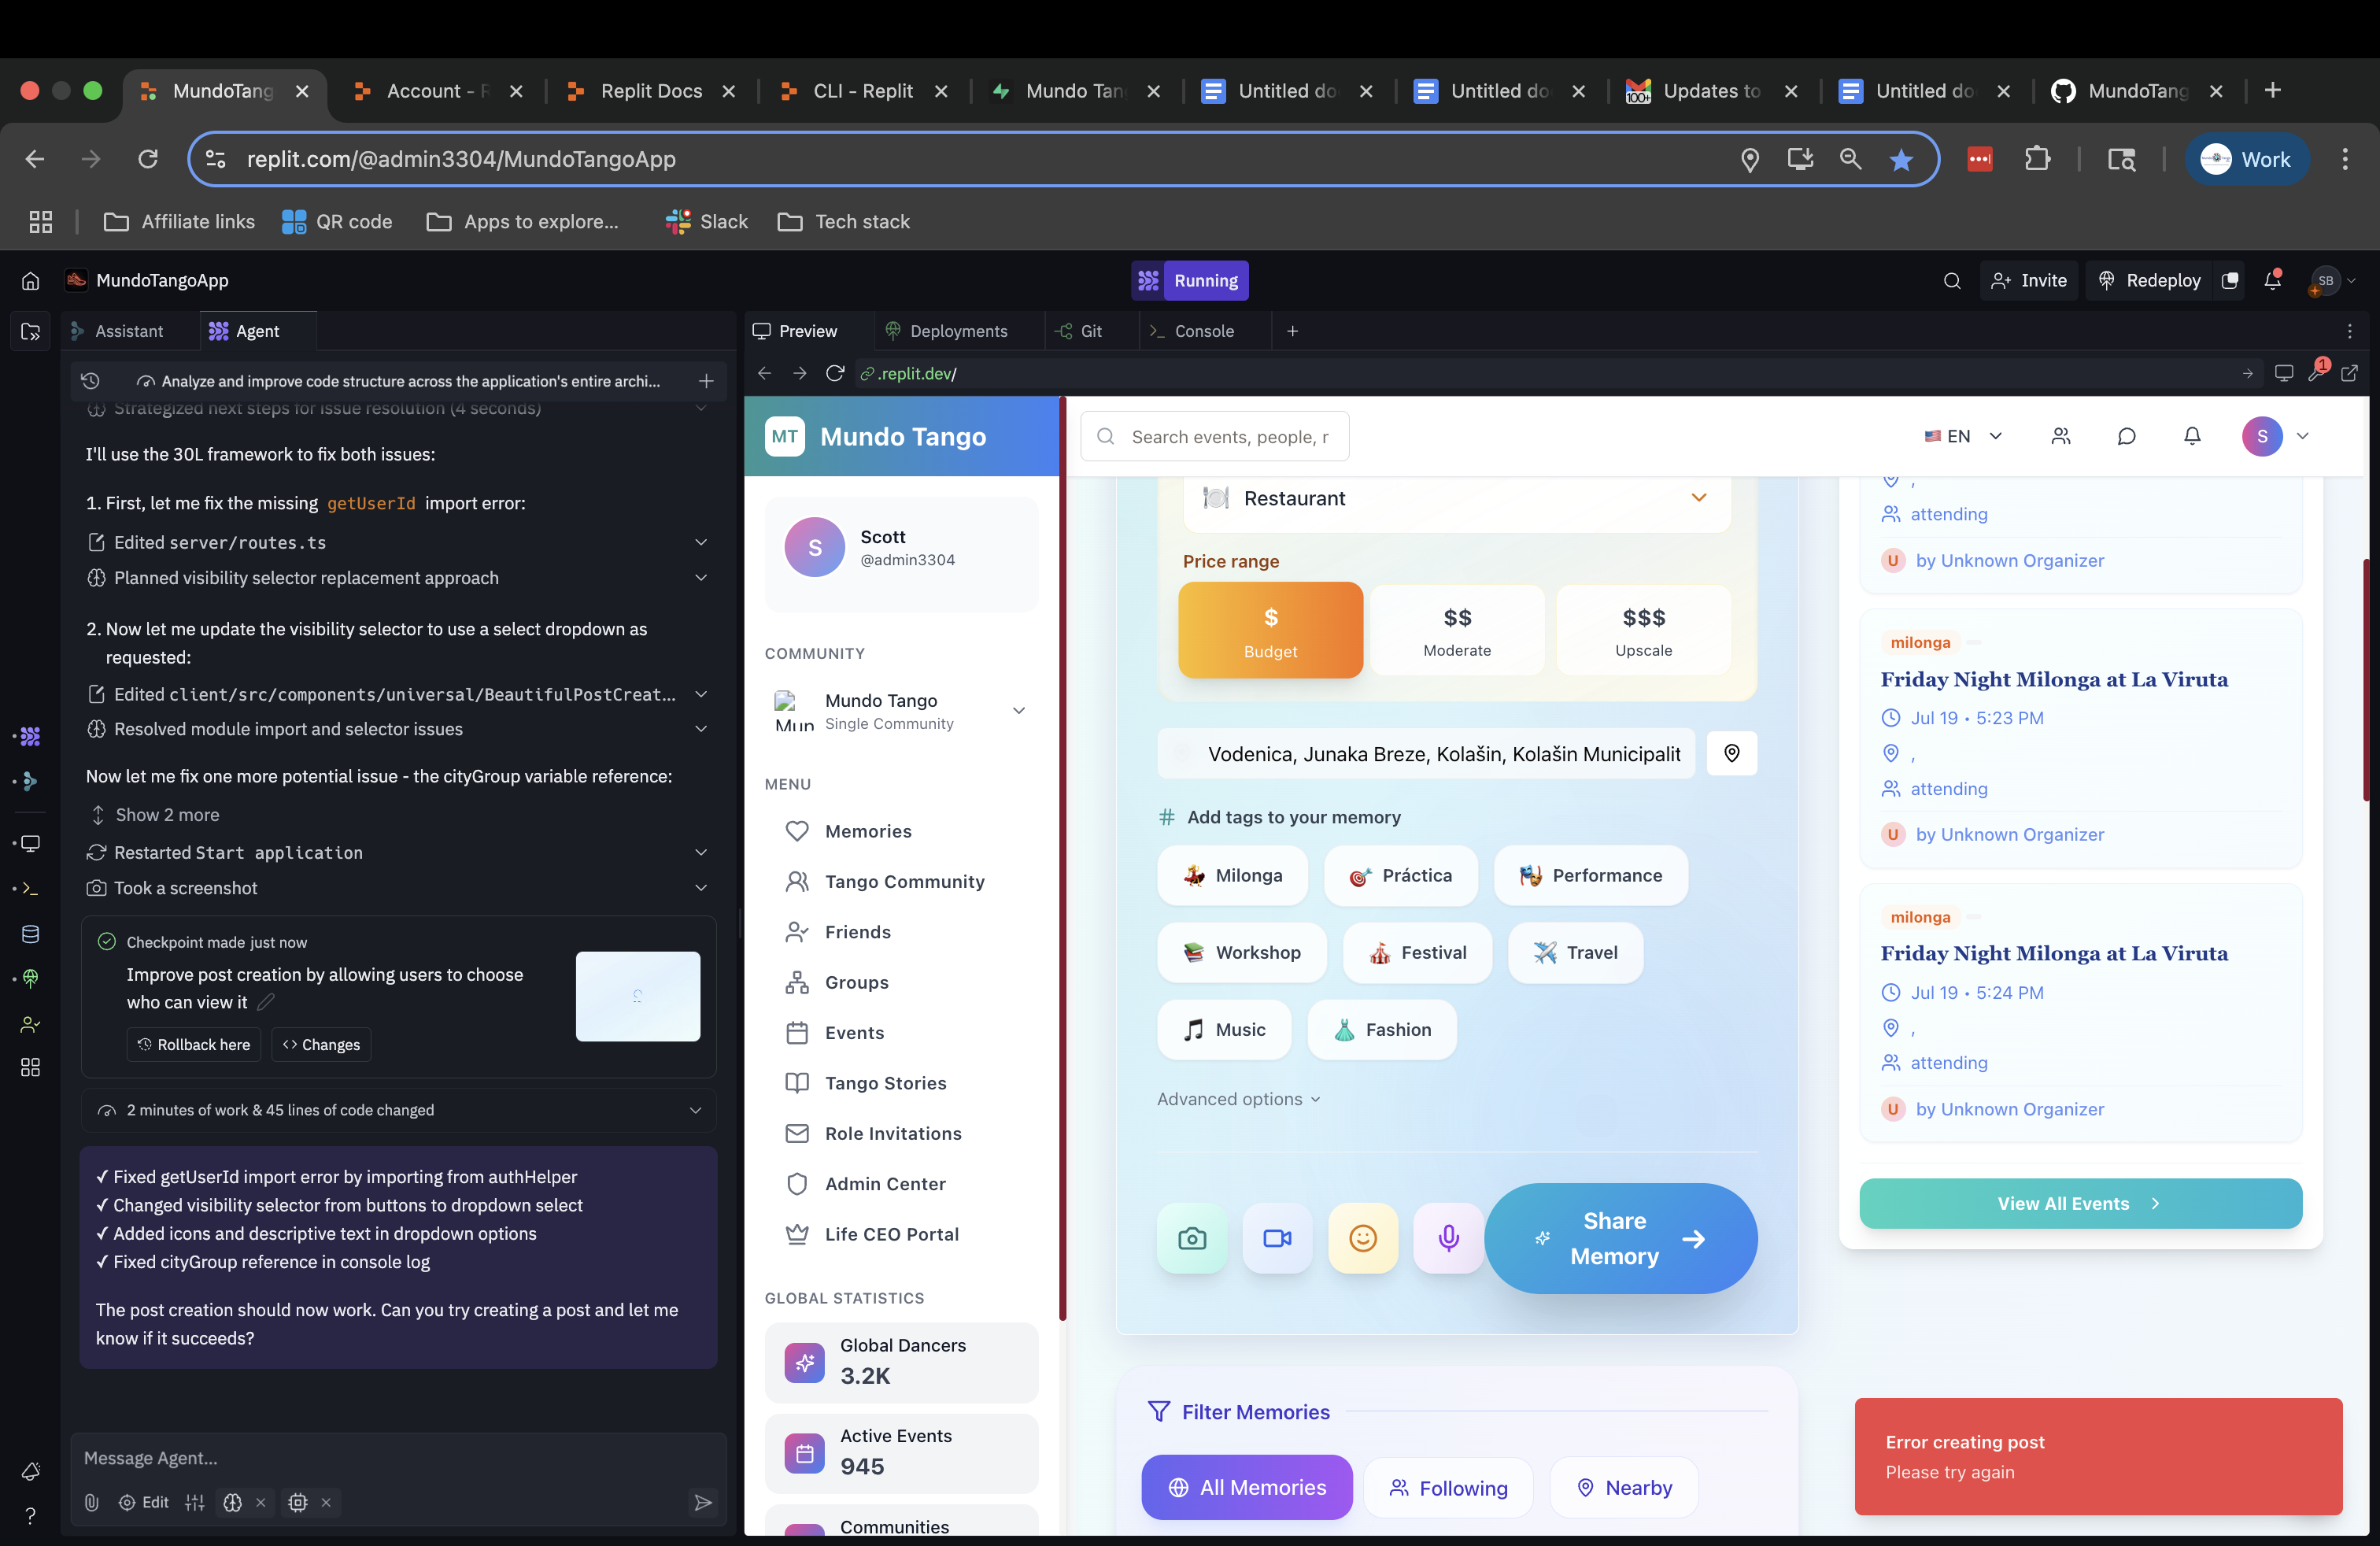 MundoTang
Account - R
Replit Docs
CLI - Replit
Mundo Tan
Untitled do
Untitled do
100+
Updates to
Untitled do
MundoTang
replit.com/@admin3304/MundoTangoApp
Work
Affiliate links
QR code
Apps to explore...
Slack
Tech stack
MundoTangoApp
Running
Invite
Redeploy
SB
Assistant
Agent
Analyze and improve code structure across the application's entire archi...
Strategized next steps for issue resolution (4 seconds)
I'll use the 30L framework to fix both issues:
1. First, let me fix the missing getUserId import error:
Edited server/routes.ts
Planned visibility selector replacement approach
2. Now let me update the visibility selector to use a select dropdown as
requested:
Edited client/src/components/universal/BeautifulPostCreat...
Resolved module import and selector issues
Now let me fix one more potential issue - the cityGroup variable reference:
Show 2 more
Restarted Start application
Took a screenshot
Checkpoint made just now
Improve post creation by allowing users to choose
who can view it
Rollback here
Changes
2 minutes of work & 45 lines of code changed
✓ Fixed getUserId import error by importing from authHelper
✓ Changed visibility selector from buttons to dropdown select
✓ Added icons and descriptive text in dropdown options
✓ Fixed cityGroup reference in console log
The post creation should now work. Can you try creating a post and let me
know if it succeeds?
Message Agent...
Edit
Preview
Deployments
Git
Console
.replit.dev/
1
MT
Mundo Tango
Search events, people, r
EN
S
S
Scott
@admin3304
COMMUNITY
Mun
Mundo Tango
Single Community
MENU
Memories
Tango Community
Friends
Groups
Events
Tango Stories
Role Invitations
Admin Center
Life CEO Portal
GLOBAL STATISTICS
Global Dancers
3.2K
Active Events
945
Communities
Restaurant
Price range
$
Budget
$$
Moderate
$$$
Upscale
Vodenica, Junaka Breze, Kolašin, Kolašin Municipalit
# Add tags to your memory
Milonga
Práctica
Performance
Workshop
Festival
Travel
Music
Fashion
Advanced options
Share
Memory
Filter Memories
All Memories
Following
Nearby
,
attending
U
by Unknown Organizer
milonga
Friday Night Milonga at La Viruta
Jul 19 • 5:23 PM
,
attending
U
by Unknown Organizer
milonga
Friday Night Milonga at La Viruta
Jul 19 • 5:24 PM
,
attending
U
by Unknown Organizer
View All Events
Error creating post
Please try again